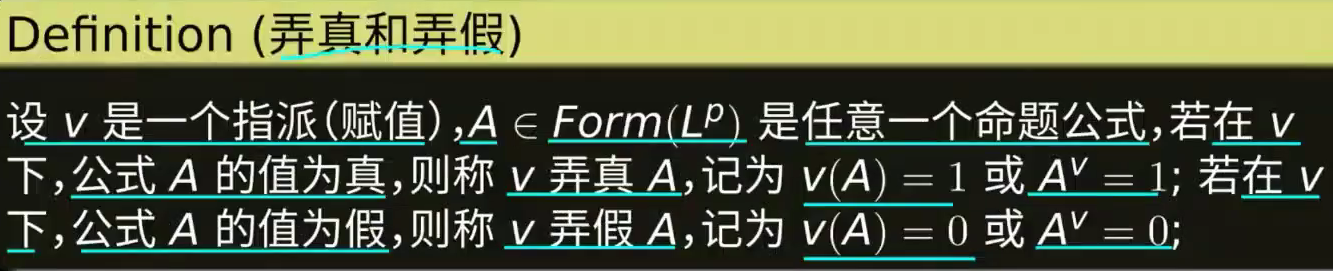 Definition (弄真和弄假)
设 v 是一个指派(赋值),A ∈ Form(Lᵖ) 是任意一个命题公式,若在 v
下,公式 A 的值为真,则称 v 弄真 A,记为 v(A) = 1 或 Aᵛ = 1; 若在 v
下,公式 A 的值为假,则称 v 弄假 A,记为 v(A) = 0 或 Aᵛ = 0;